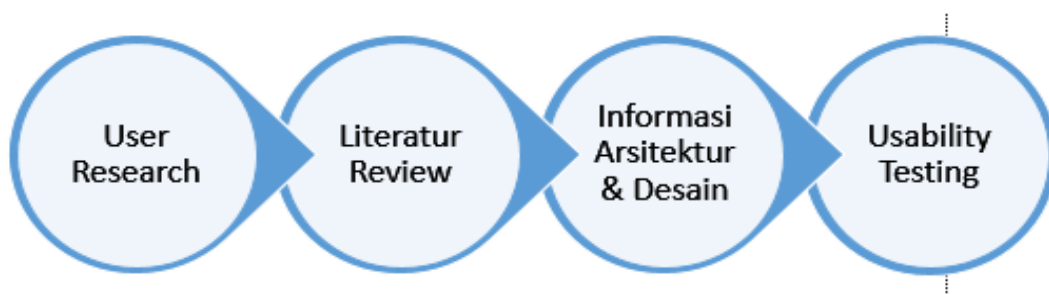 User
Research
Literatur
Review
Informasi
Arsitektur
& Desain
Usability
Testing